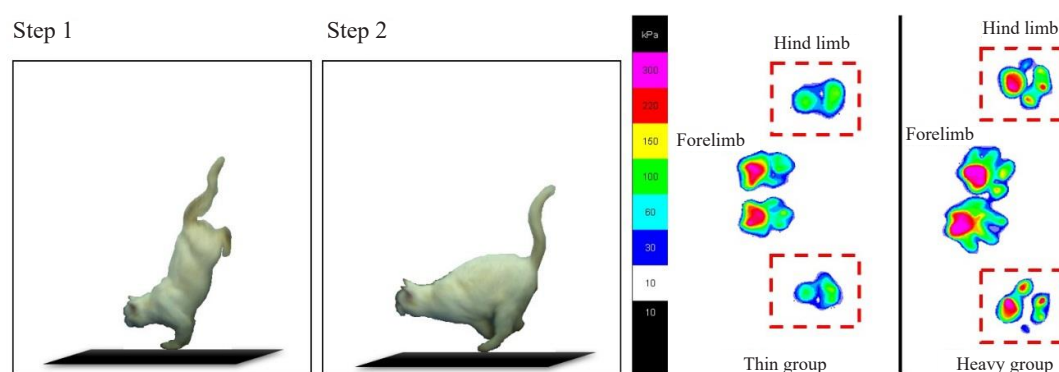 Step 1
Step 2
kPa
300
220
150
100
60
30
10
10
Hind limb
Forelimb
Thin group
Hind limb
Forelimb
Heavy group